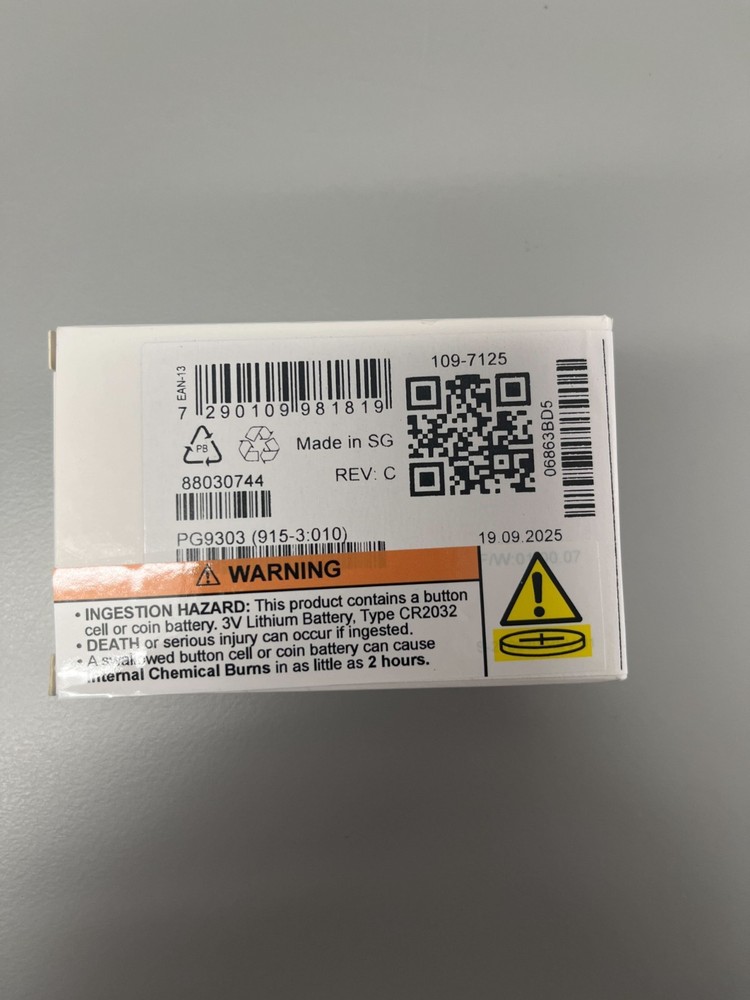 EAN-13
7 290109 981819
109-7125
06863BD5
PB
Made in SG
REV: C
88030744
PG9303 (915-3:010)
19.09.2025
WARNING
• INGESTION HAZARD: This product contains a button
cell or coin battery. 3V Lithium Battery, Type CR2032
• DEATH or serious injury can occur if ingested.
• A swallowed button cell or coin battery can cause
Internal Chemical Burns in as little as 2 hours.